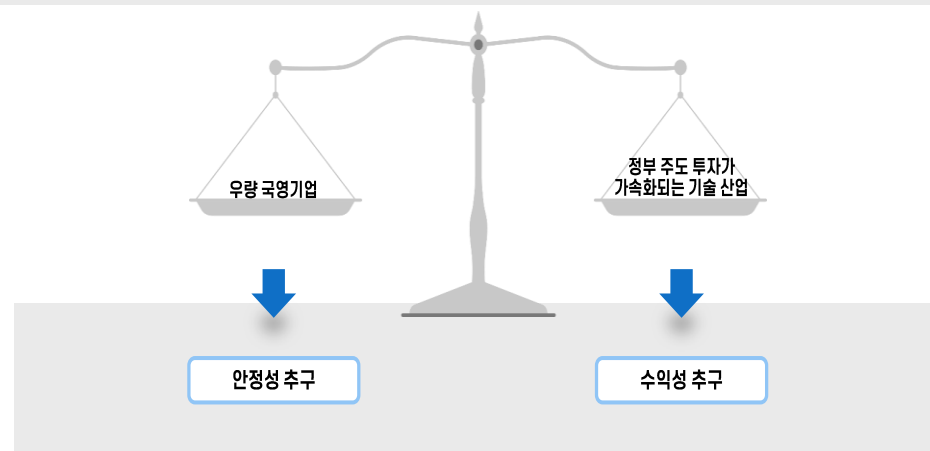 우량 국영기업
정부 주도 투자가
가속화되는 기술 산업
안정성 추구
수익성 추구